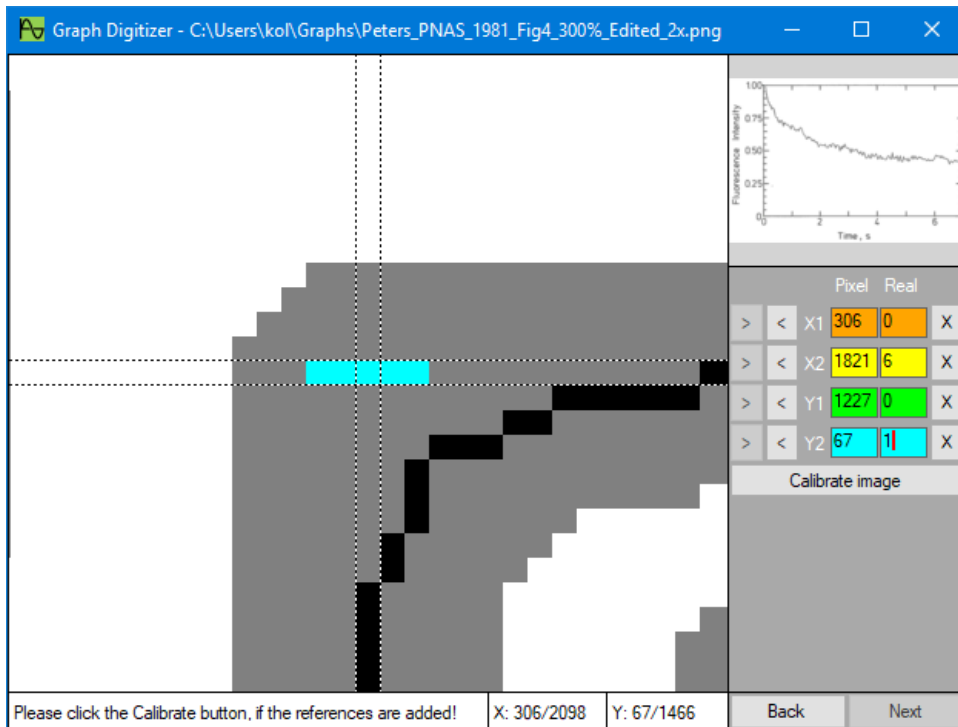 Graph Digitizer - C:\Users\kol\Graphs\Peters_PNAS_1981_Fig4_300%_Edited_2x.png
1.00
0.75
0.50
0.25
0
Fluorescence Intensity
0 2 4 6
Time, s
Pixel Real
> < X1 306 0 X
> < X2 1821 6 X
> < Y1 1227 0 X
> < Y2 67 1 X
Calibrate image
Please click the Calibrate button, if the references are added! X: 306/2098 Y: 67/1466 Back Next